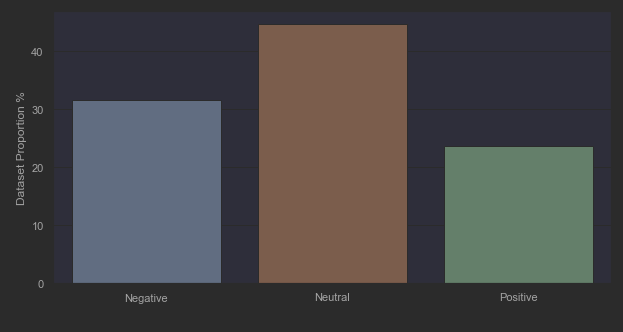 Dataset Proportion %
40
30
20
10
0
Negative
Neutral
Positive